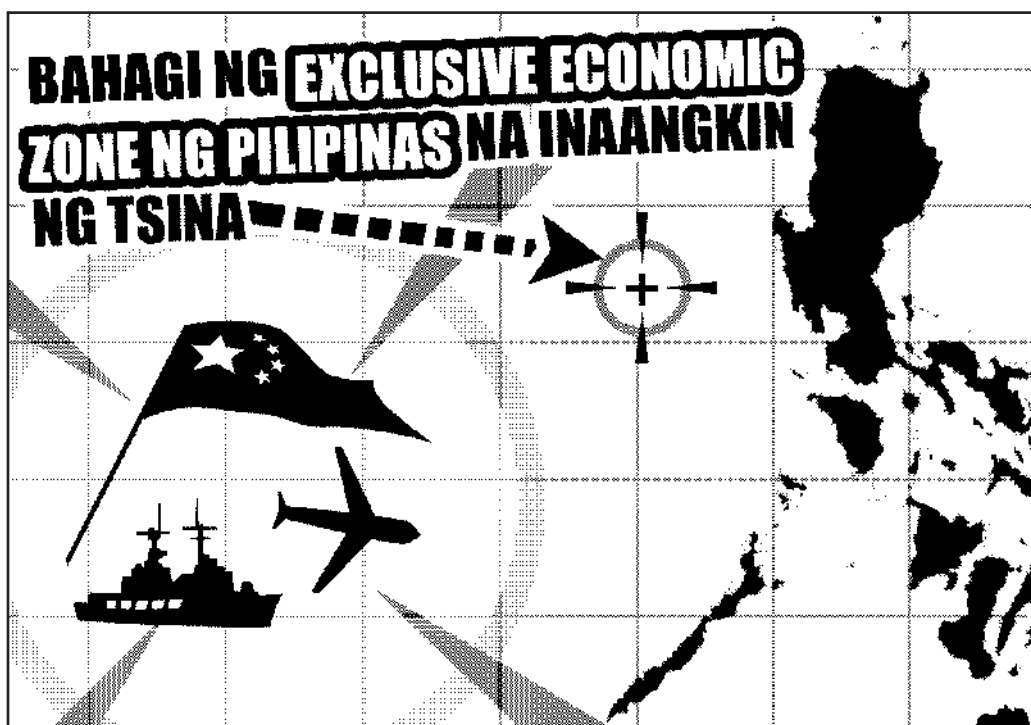 BAHAGI NG EXCLUSIVE ECONOMIC
ZONE NG PILIPINAS NA INAANGKIN
NG TSINA